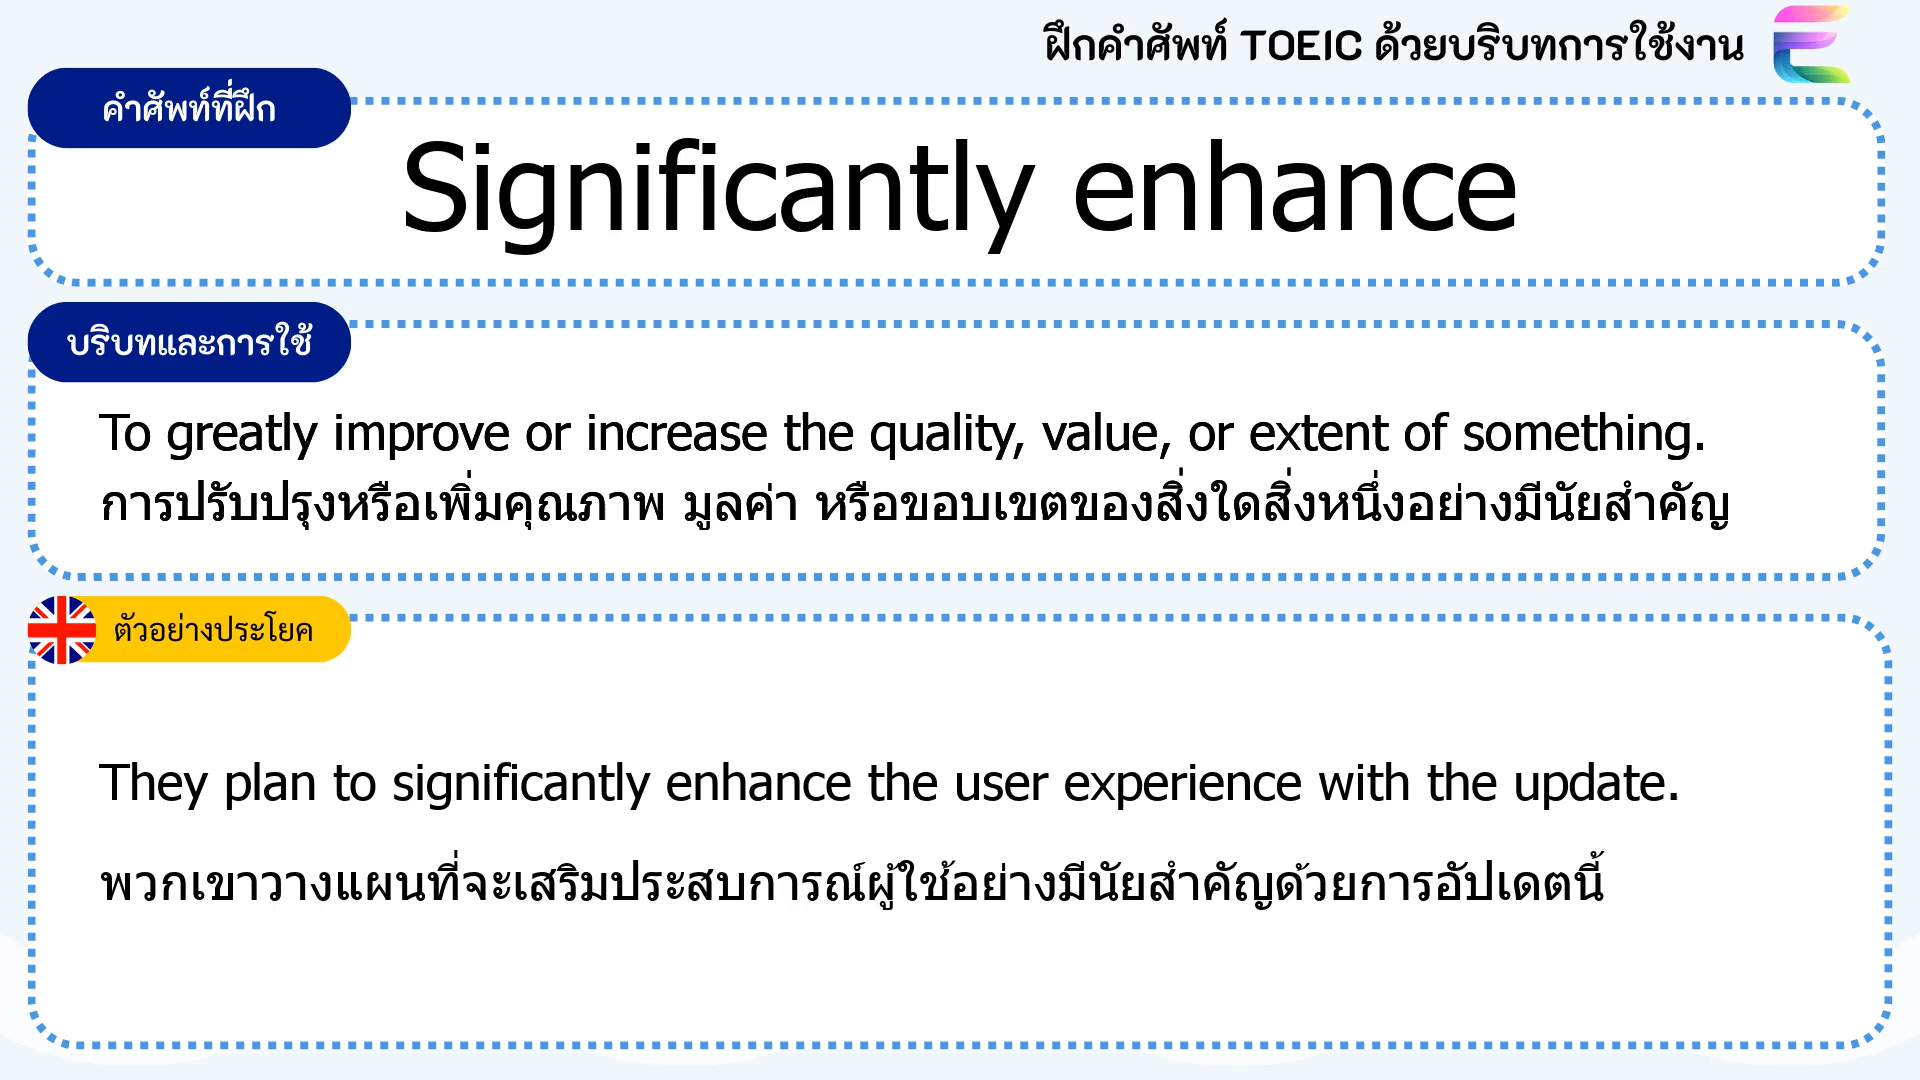 ฝึกคำศัพท์ TOEIC ด้วยบริบทการใช้งาน
คำศัพท์ที่ฝึก
Significantly enhance
บริบทและการใช้
To greatly improve or increase the quality, value, or extent of something.
การปรับปรุงหรือเพิ่มคุณภาพ มูลค่า หรือขอบเขตของสิ่งใดสิ่งหนึ่งอย่างมีนัยสำคัญ
ตัวอย่างประโยค
They plan to significantly enhance the user experience with the update.
พวกเขาวางแผนที่จะเสริมประสบการณ์ผู้ใช้อย่างมีนัยสำคัญด้วยการอัปเดตนี้